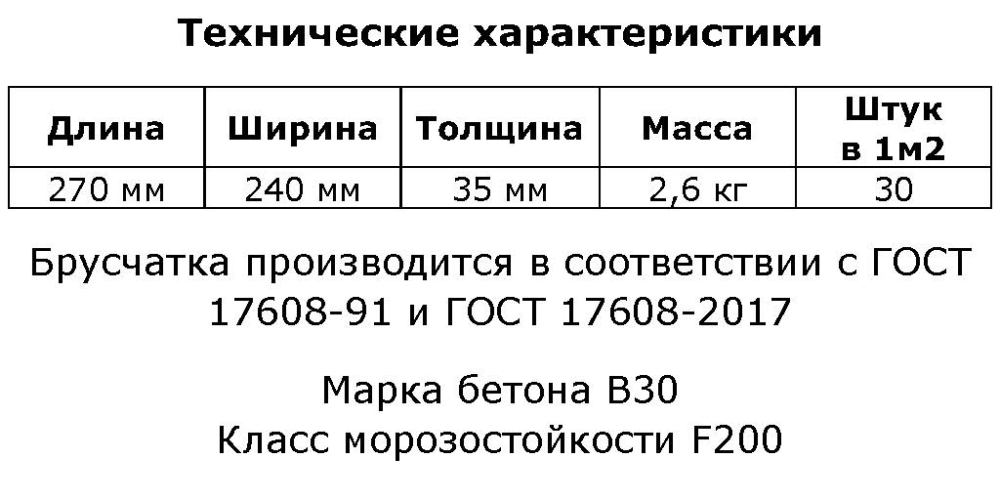 Технические характеристики
Длина Ширина Толщина Масса Штук в 1м2
270 мм 240 мм 35 мм 2,6 кг 30
Брусчатка производится в соответствии с ГОСТ
17608-91 и ГОСТ 17608-2017
Марка бетона В30
Класс морозостойкости F200